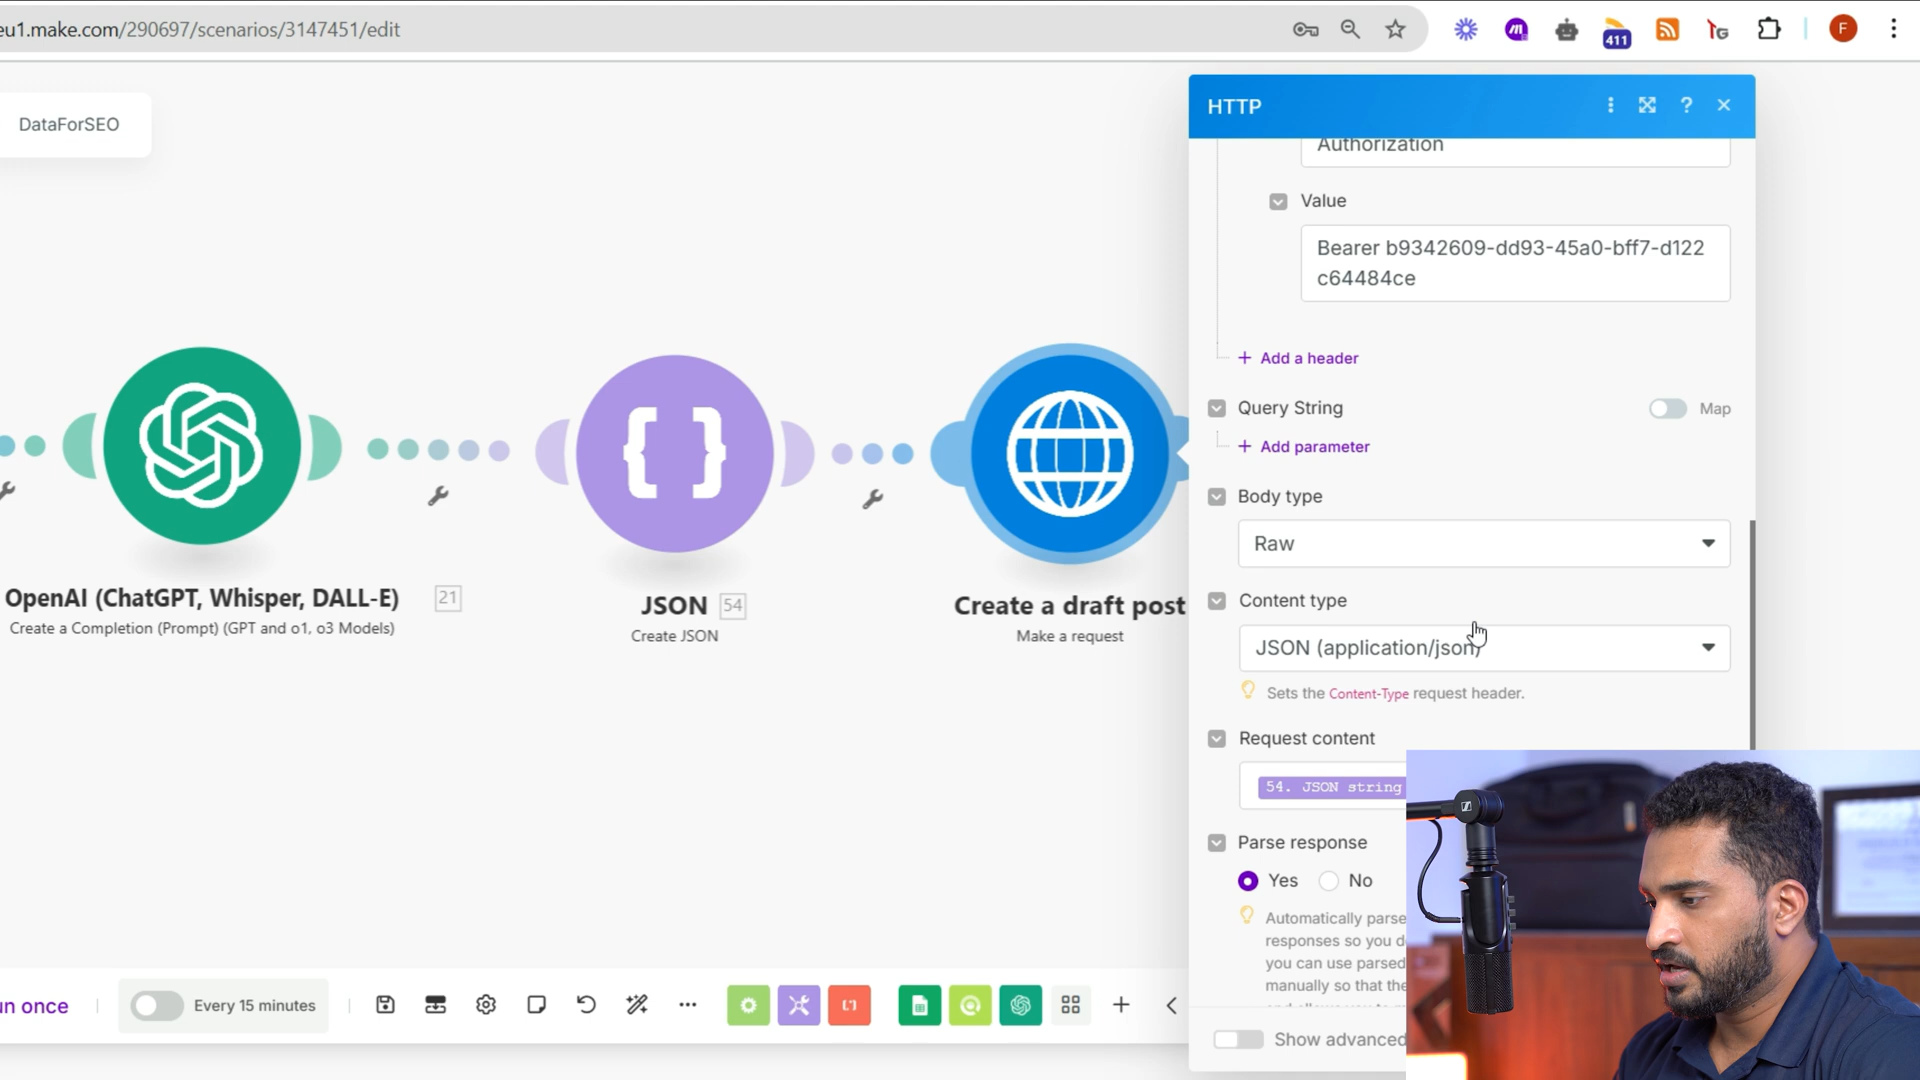 eu1.make.com/290697/scenarios/3147451/edit
411
F
DataForSEO
HTTP
Authorization
Value
Bearer b9342609-dd93-45a0-bff7-d122
c64484ce
+ Add a header
Query String
Map
+ Add parameter
Body type
Raw
Content type
JSON (application/json)
Sets the Content-Type request header.
Request content
54. JSON string
Parse response
Yes
No
Automatically parse
responses so you d
you can use parsed
manually so that the
Show advanced
OpenAI (ChatGPT, Whisper, DALL-E)
21
Create a Completion (Prompt) (GPT and o1, o3 Models)
JSON
54
Create JSON
Create a draft post
Make a request
un once
Every 15 minutes